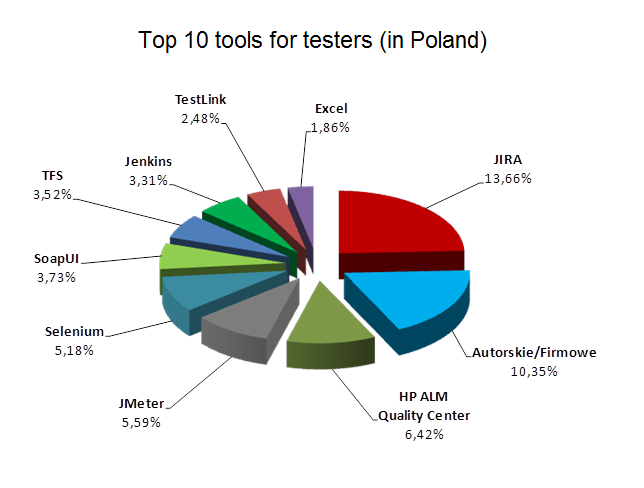 Top 10 tools for testers (in Poland)
JIRA
13,66%
Autorskie/Firmowe
10,35%
HP ALM
Quality Center
6,42%
JMeter
5,59%
Selenium
5,18%
SoapUI
3,73%
TFS
3,52%
Jenkins
3,31%
TestLink
2,48%
Excel
1,86%